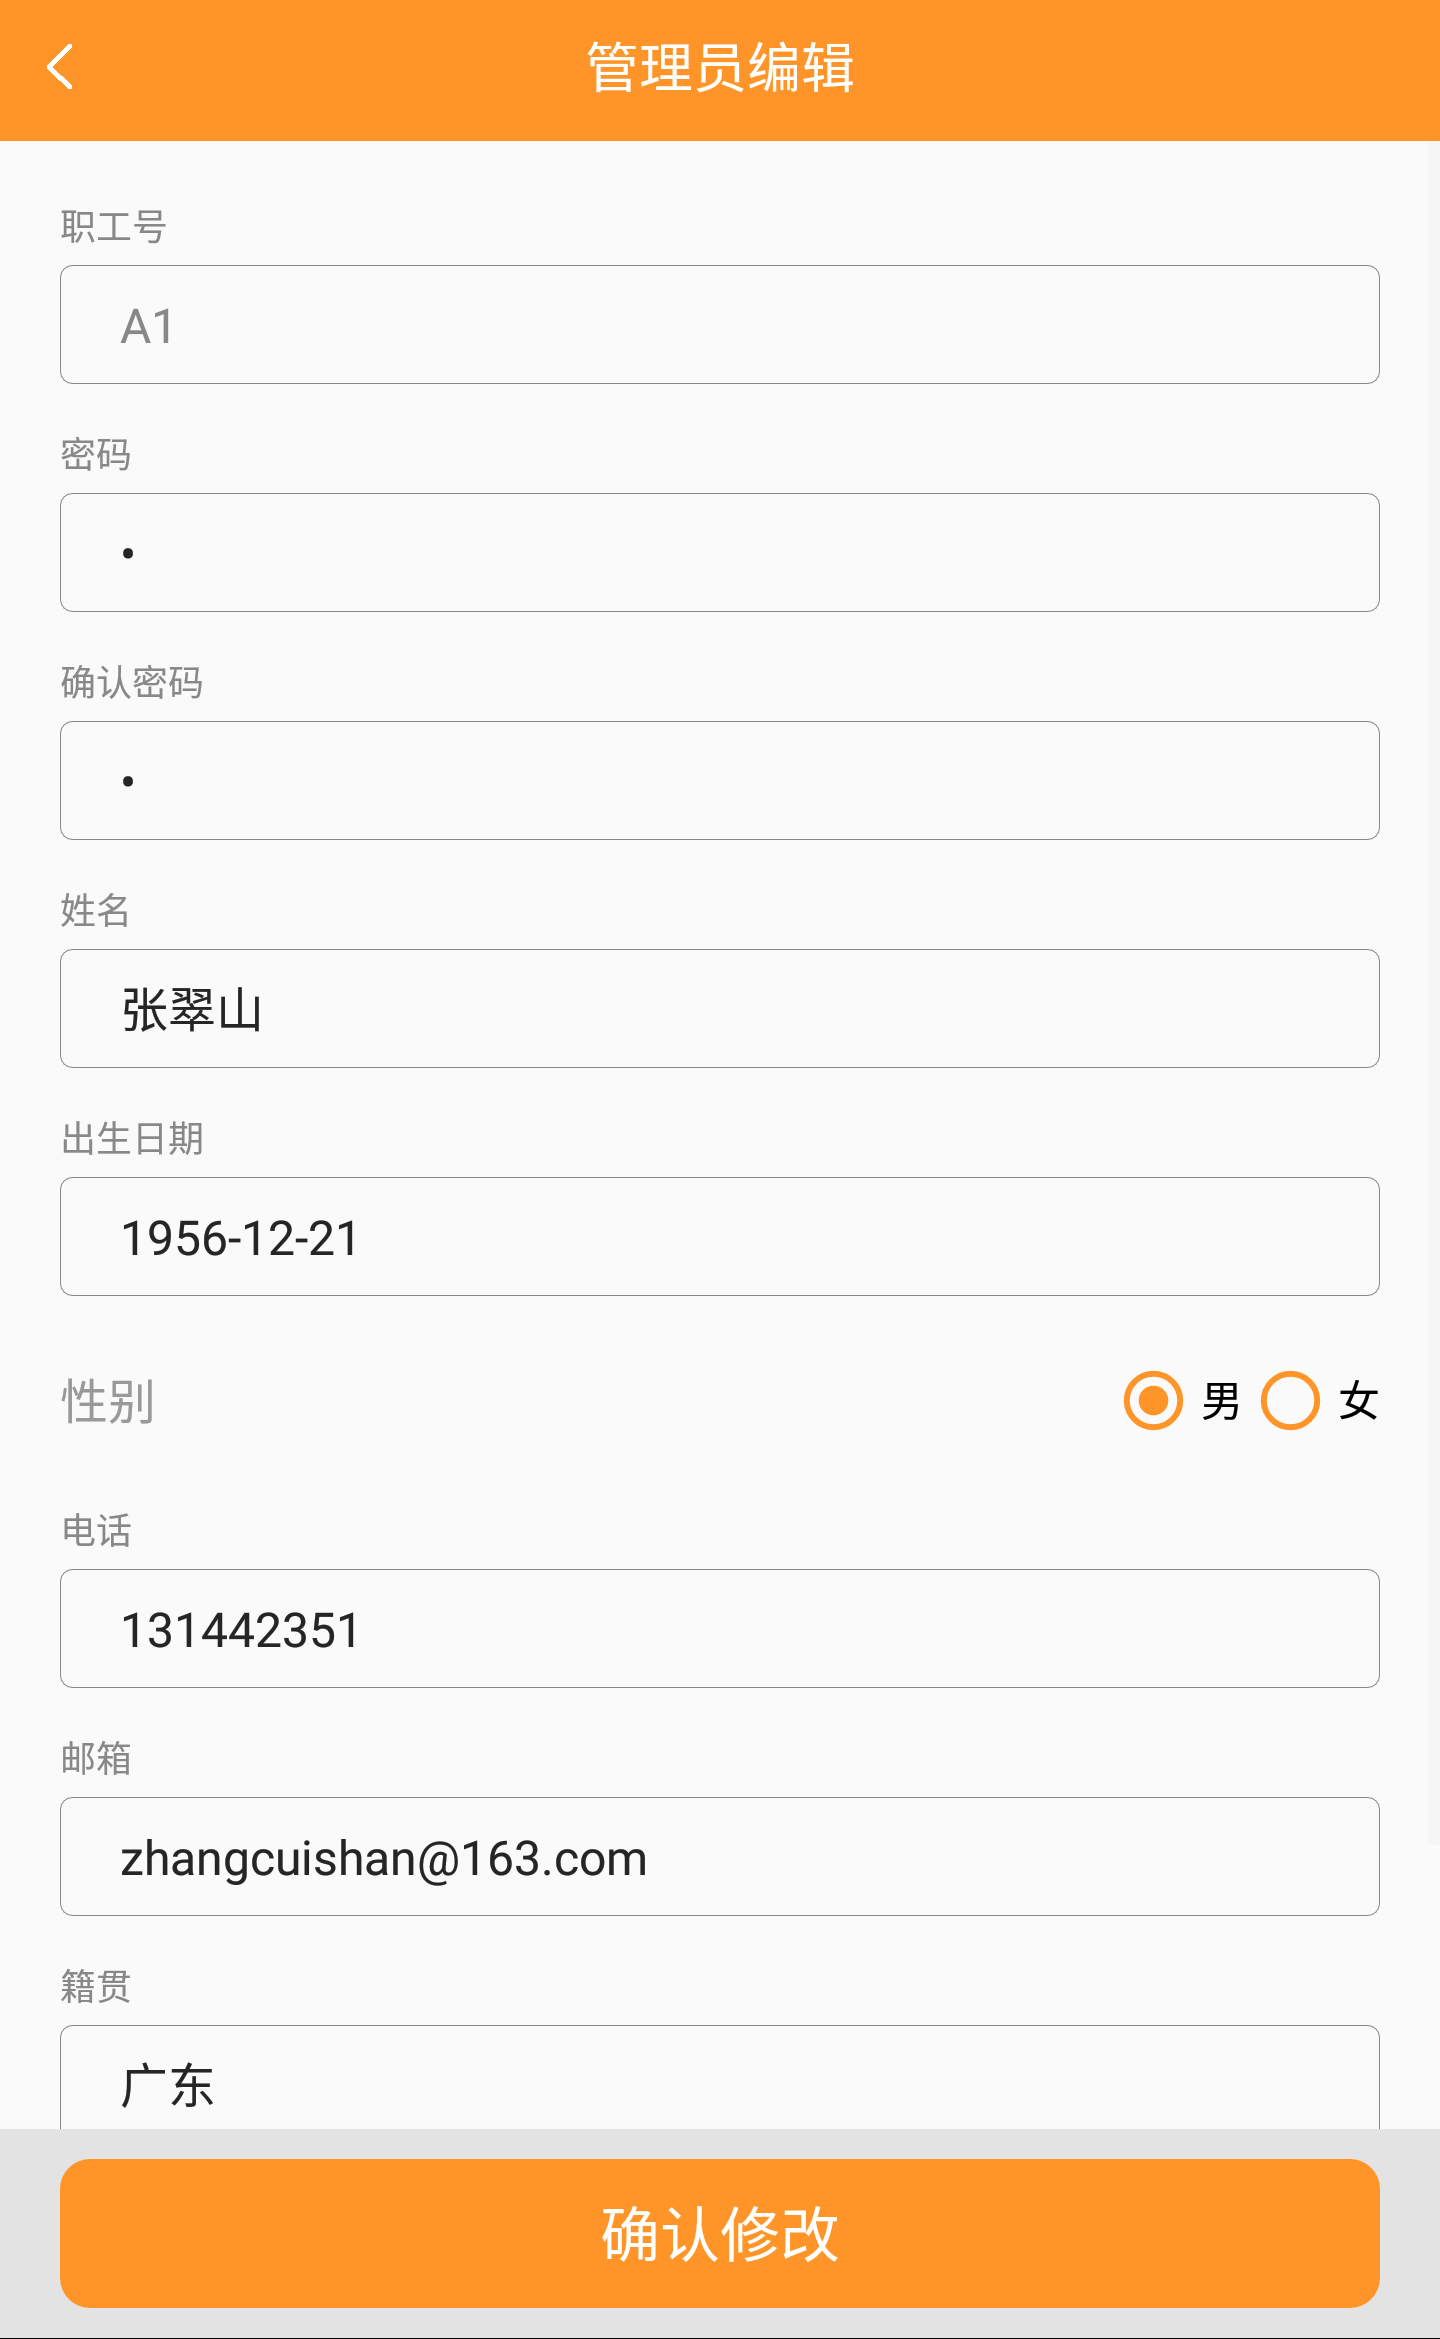 管理员编辑
职工号
A1
密码
•
确认密码
•
姓名
张翠山
出生日期
1956-12-21
性别 男 女
电话
131442351
邮箱
zhangcuishan@163.com
籍贯
广东
确认修改